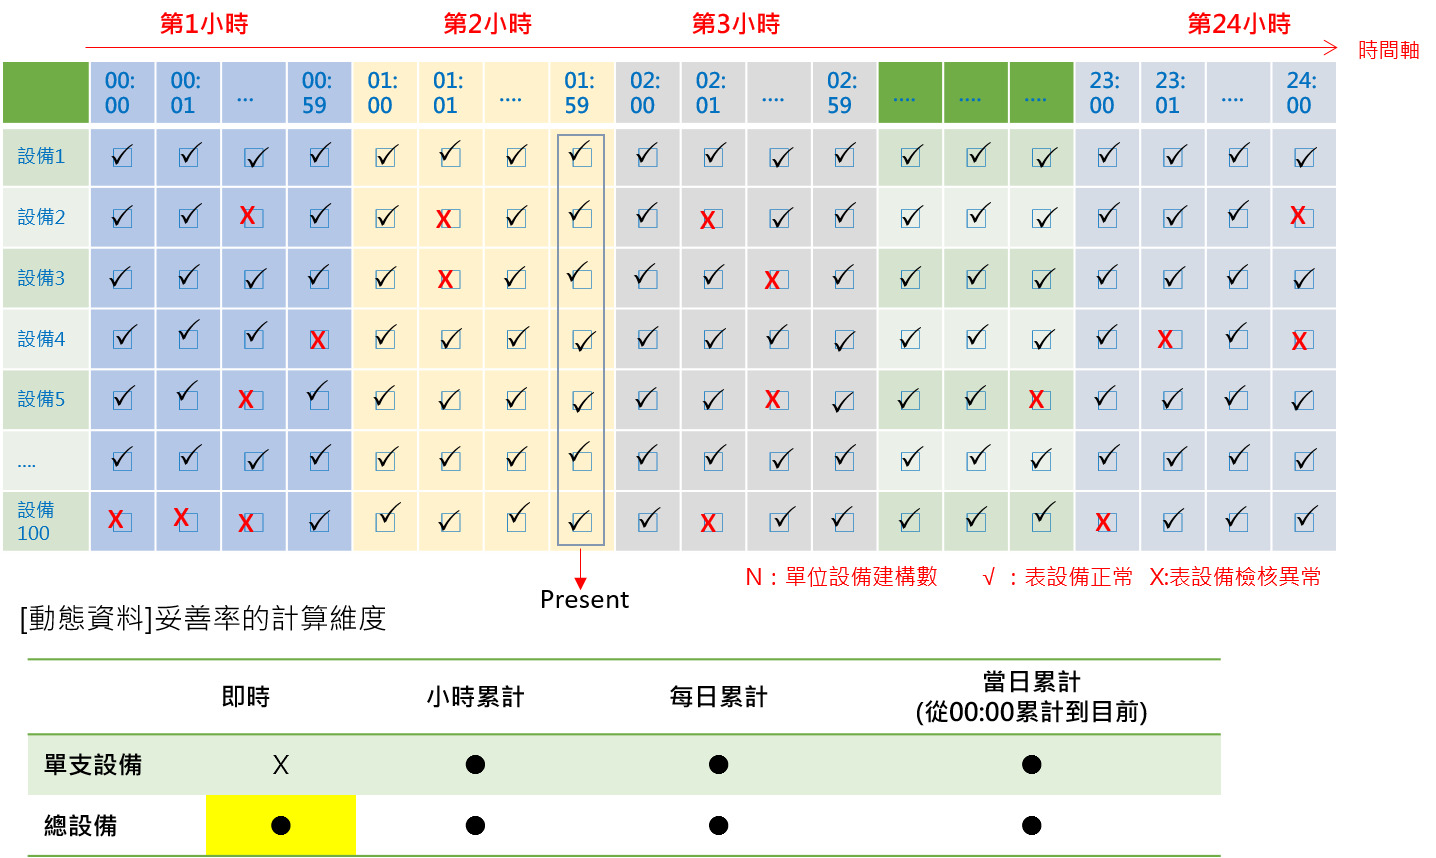 第1小時 第2小時 第3小時 第24小時
時間軸
00:00 00:01 ... 00:59 01:00 01:01 .... 01:59 02:00 02:01 .... 02:59 .... .... .... 23:00 23:01 .... 24:00
設備1 ✓ ✓ ✓ ✓ ✓ ✓ ✓ ✓ ✓ ✓ ✓ ✓ ✓ ✓ ✓ ✓ ✓ ✓ ✓
設備2 ✓ ✓ X ✓ ✓ X ✓ ✓ ✓ X ✓ ✓ ✓ ✓ ✓ ✓ ✓ ✓ X
設備3 ✓ ✓ ✓ ✓ ✓ X ✓ ✓ ✓ ✓ X ✓ ✓ ✓ ✓ ✓ ✓ ✓ ✓
設備4 ✓ ✓ ✓ X ✓ ✓ ✓ ✓ ✓ ✓ ✓ ✓ ✓ ✓ ✓ ✓ X ✓ X
設備5 ✓ ✓ X ✓ ✓ ✓ ✓ ✓ ✓ ✓ X ✓ ✓ ✓ X ✓ ✓ ✓ ✓
.... ✓ ✓ ✓ ✓ ✓ ✓ ✓ ✓ ✓ ✓ ✓ ✓ ✓ ✓ ✓ ✓ ✓ ✓ ✓
設備100 X X X ✓ ✓ ✓ ✓ ✓ ✓ X ✓ ✓ ✓ ✓ ✓ X ✓ ✓ ✓
N：單位設備建構數 √ ：表設備正常 X:表設備檢核異常
Present
[動態資料]妥善率的計算維度
即時 小時累計 每日累計 當日累計
(從00:00累計到目前)
單支設備 X ● ● ●
總設備 ● ● ● ●